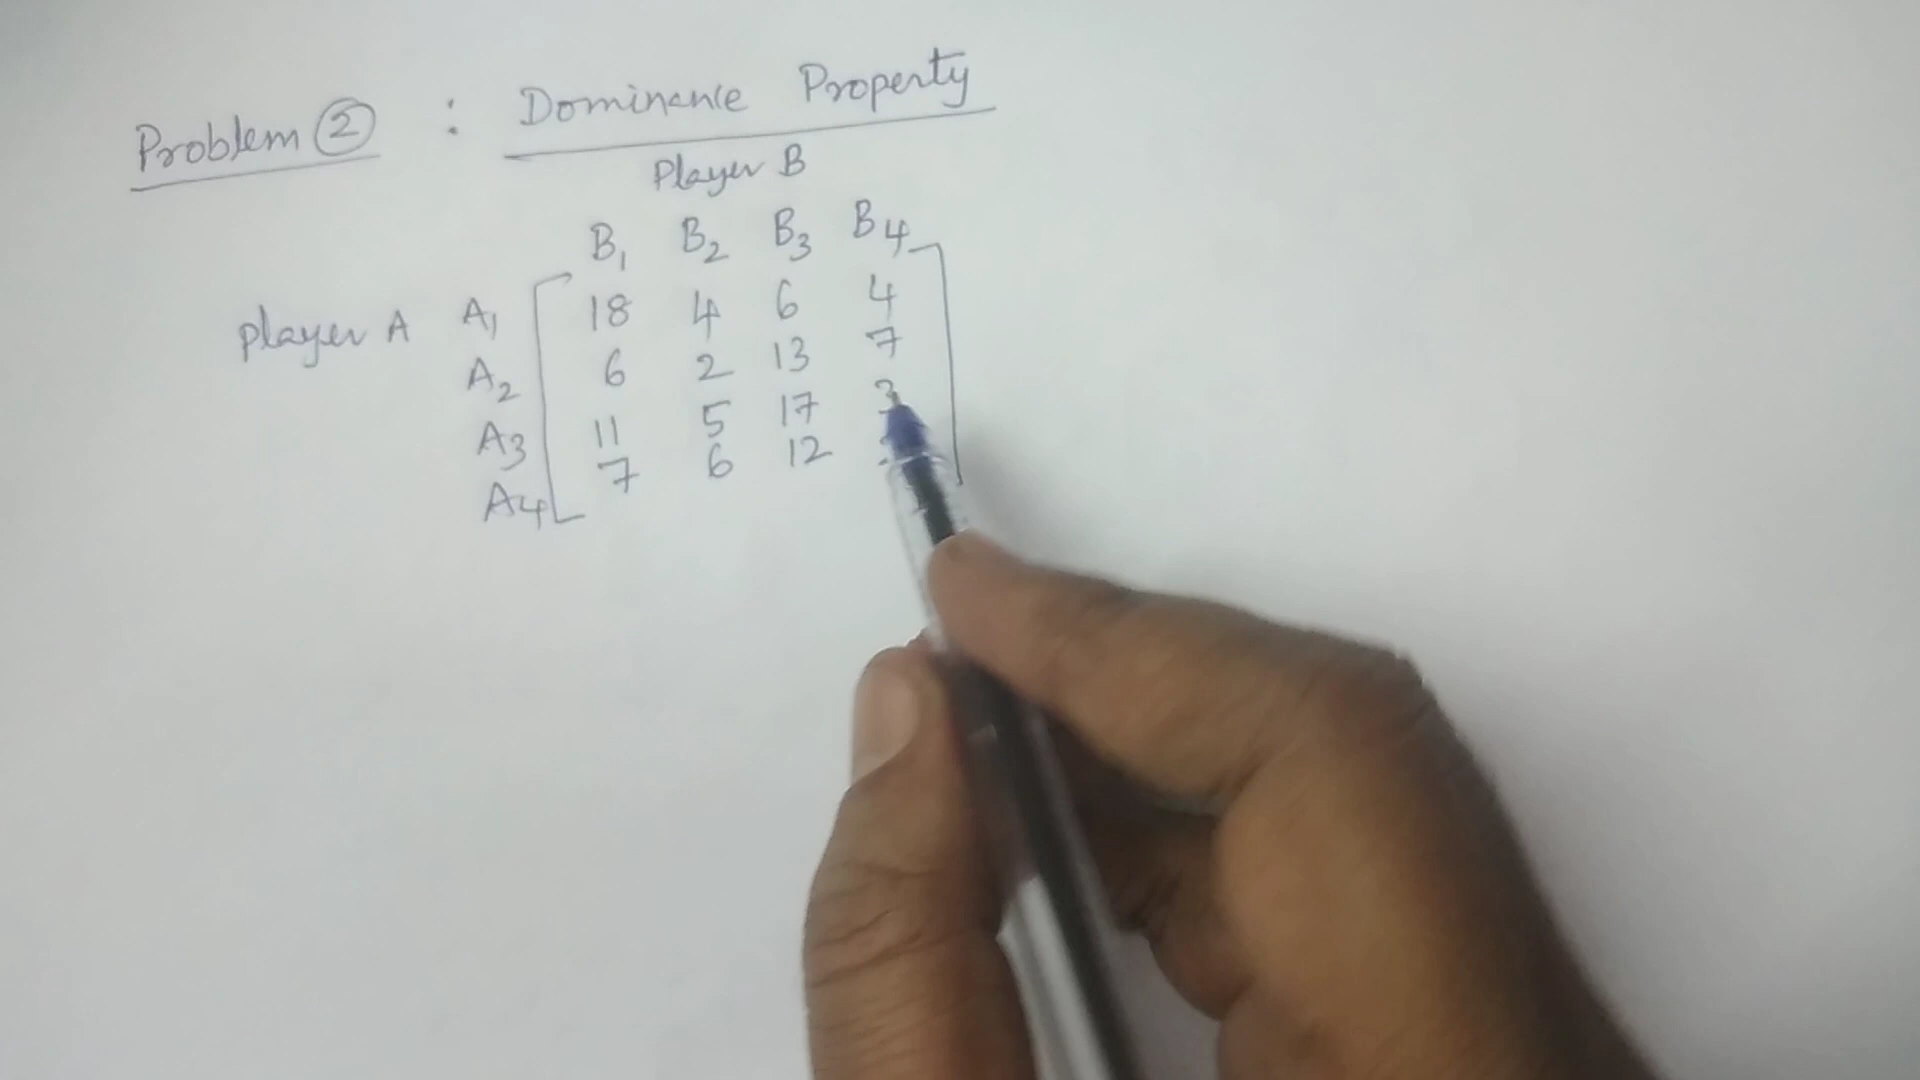 Problem ② : Dominance Property
Player B
B₁ B₂ B₃ B₄
Player A A₁ 18 4 6 4
A₂ 6 2 13 7
A₃ 11 5 17 3
A₄ 7 6 12